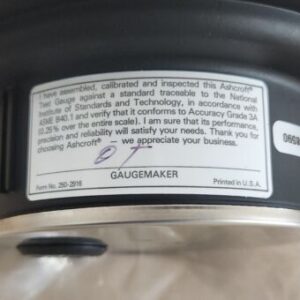 I have assembled, calibrated and inspected this Ashcroft®
Test Gauge against a standard traceable to the National
Institute of Standards and Technology, in accordance with
ASME B40.1 and verify that it conforms to Accuracy Grade 3A
(0.25 % over the entire scale). I am sure that its performance,
precision and reliability will satisfy your needs. Thank you for
choosing Ashcroft® — we appreciate your business.
GAUGEMAKER
Form No. 250-2916
Printed in U.S.A.